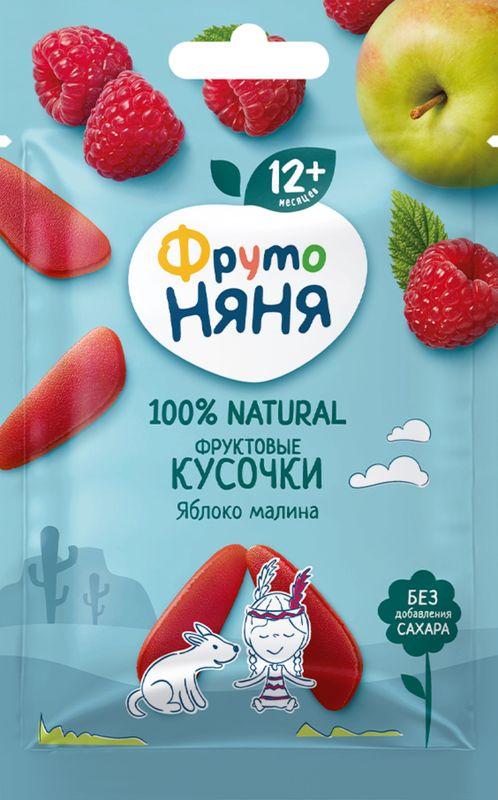 12+
месяцев
Фруто
Няня
100% NATURAL
ФРУКТОВЫЕ
КУСОЧКИ
Яблоко малина
БЕЗ
добавления
САХАРА